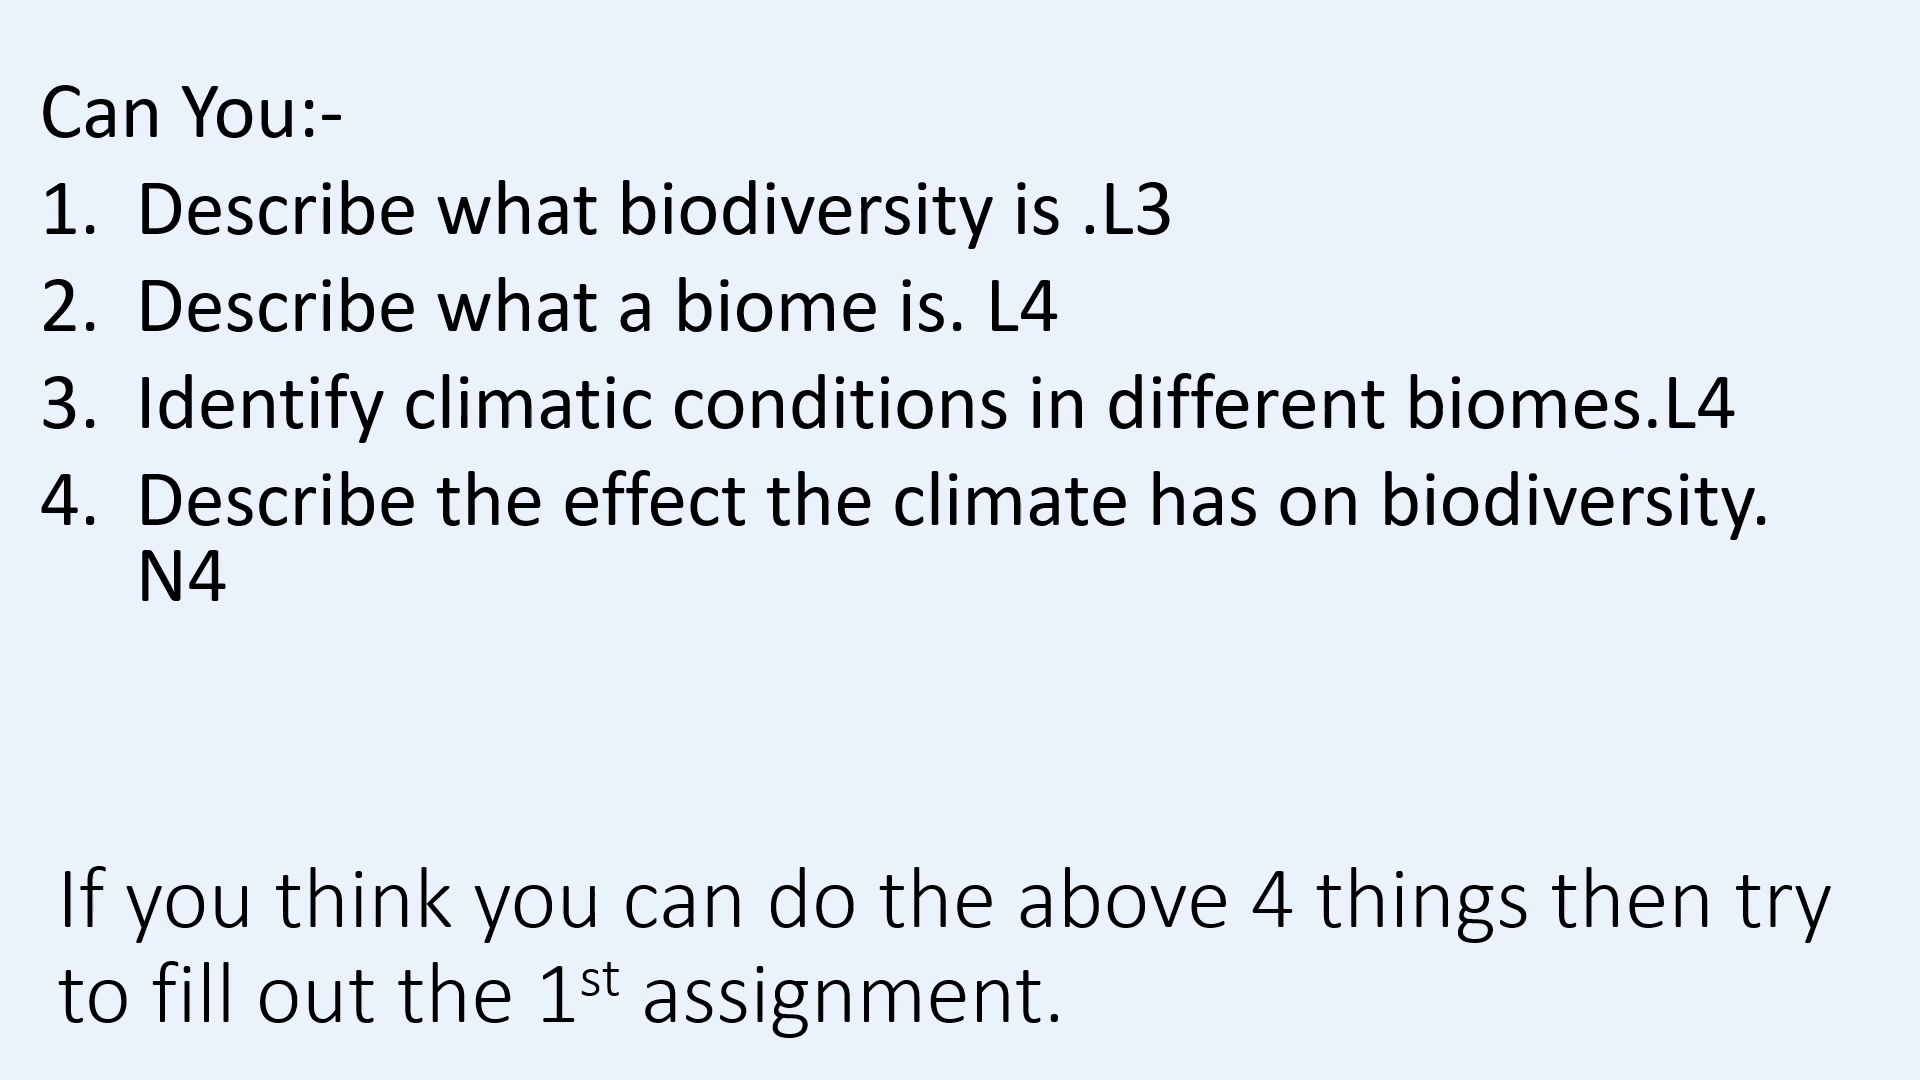 Can You:-
1. Describe what biodiversity is .L3
2. Describe what a biome is. L4
3. Identify climatic conditions in different biomes.L4
4. Describe the effect the climate has on biodiversity.
N4
If you think you can do the above 4 things then try
to fill out the 1st assignment.